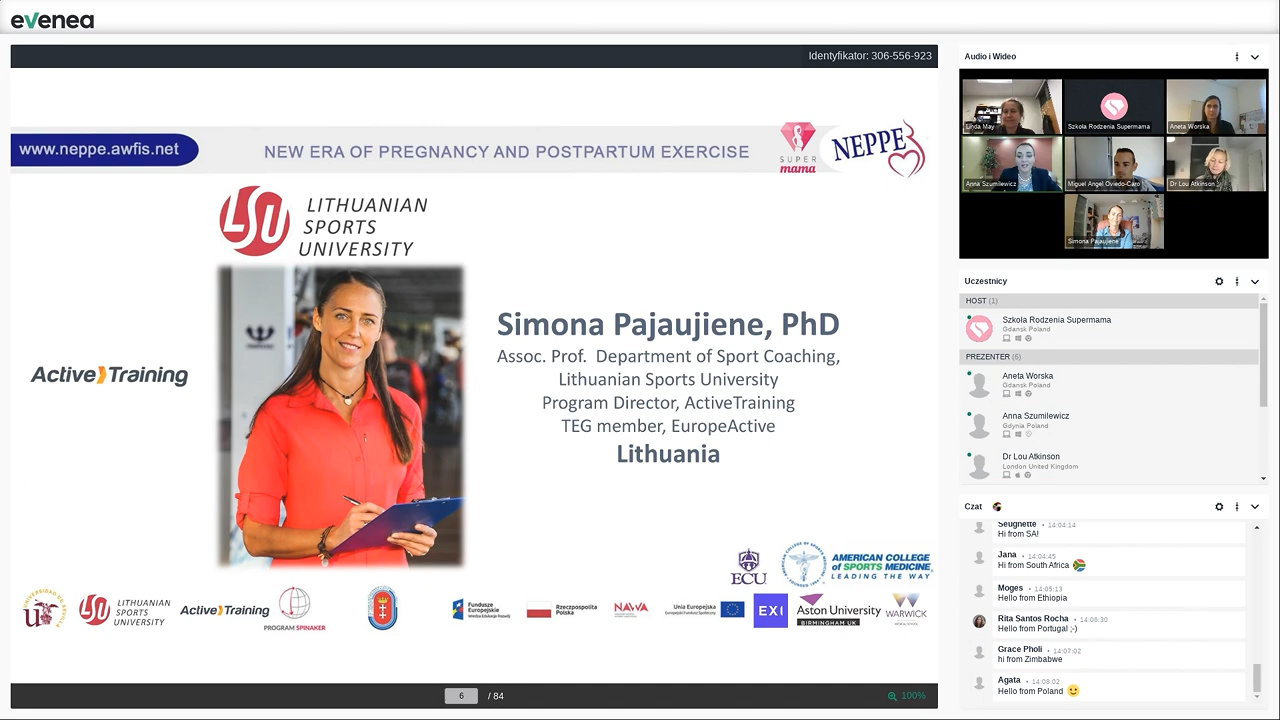 evenea
Identyfikator: 306-556-923
www.neppe.awfis.net
NEW ERA OF PREGNANCY AND POSTPARTUM EXERCISE
SUPER
mama
NEPPE
LSU
LITHUANIAN
SPORTS
UNIVERSITY
Active Training
Simona Pajaujiene, PhD
Assoc. Prof. Department of Sport Coaching,
Lithuanian Sports University
Program Director, ActiveTraining
TEG member, EuropeActive
Lithuania
ECU
AMERICAN COLLEGE
of SPORTS MEDICINE
LEADING THE WAY
LSU
LITHUANIAN
SPORTS
UNIVERSITY
Active Training
PROGRAM SPINAKER
Fundusze
Europejskie
Wiedza Edukacja Rozwój
Rzeczpospolita
Polska
NAWA
Unia Europejska
Europejski Fundusz Społeczny
EXI
Aston University
BIRMINGHAM UK
WARWICK
6 / 84
100%
Audio i Wideo
Linda May
Szkoła Rodzenia Supermama
Aneta Worska
Anna Szumilewicz
Miguel Angel Oviedo-Caro
Dr Lou Atkinson
Simona Pajaujiene
Uczestnicy
HOST (1)
Szkoła Rodzenia Supermama
Gdansk Poland
PREZENTER (6)
Aneta Worska
Gdansk Poland
Anna Szumilewicz
Gdynia Poland
Dr Lou Atkinson
London United Kingdom
Czat
Seugnette • 14:04:14
Hi from SA!
Jana • 14:04:45
Hi from South Africa
Moges • 14:05:13
Hello from Ethiopia
Rita Santos Rocha • 14:06:30
Hello from Portugal ;-)
Grace Pholi • 14:07:02
hi from Zimbabwe
Agata • 14:08:02
Hello from Poland